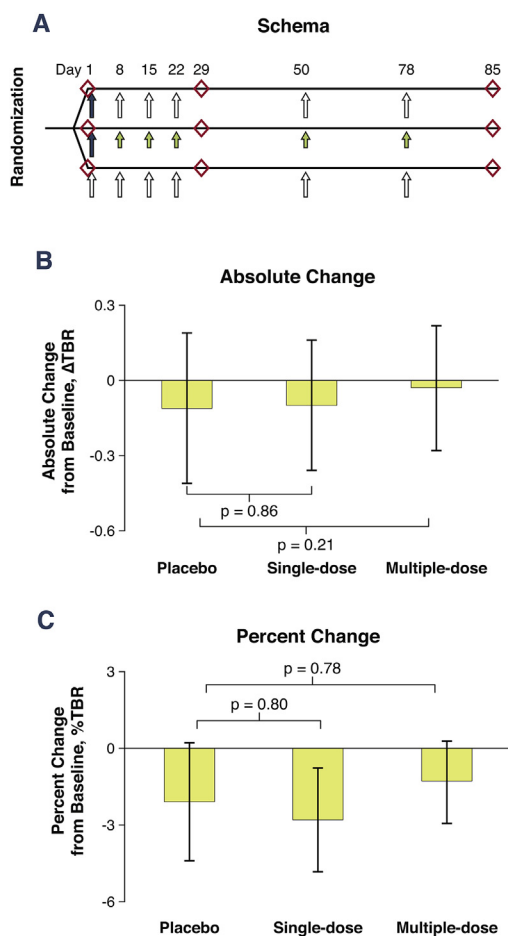 A
Schema
Randomization
Day 1 8 15 22 29 50 78 85
B
Absolute Change
Absolute Change
from Baseline, ΔTBR
0.3
0
-0.3
-0.6
p = 0.86
p = 0.21
Placebo Single-dose Multiple-dose
C
Percent Change
Percent Change
from Baseline, %TBR
3
0
-3
-6
p = 0.78
p = 0.80
Placebo Single-dose Multiple-dose